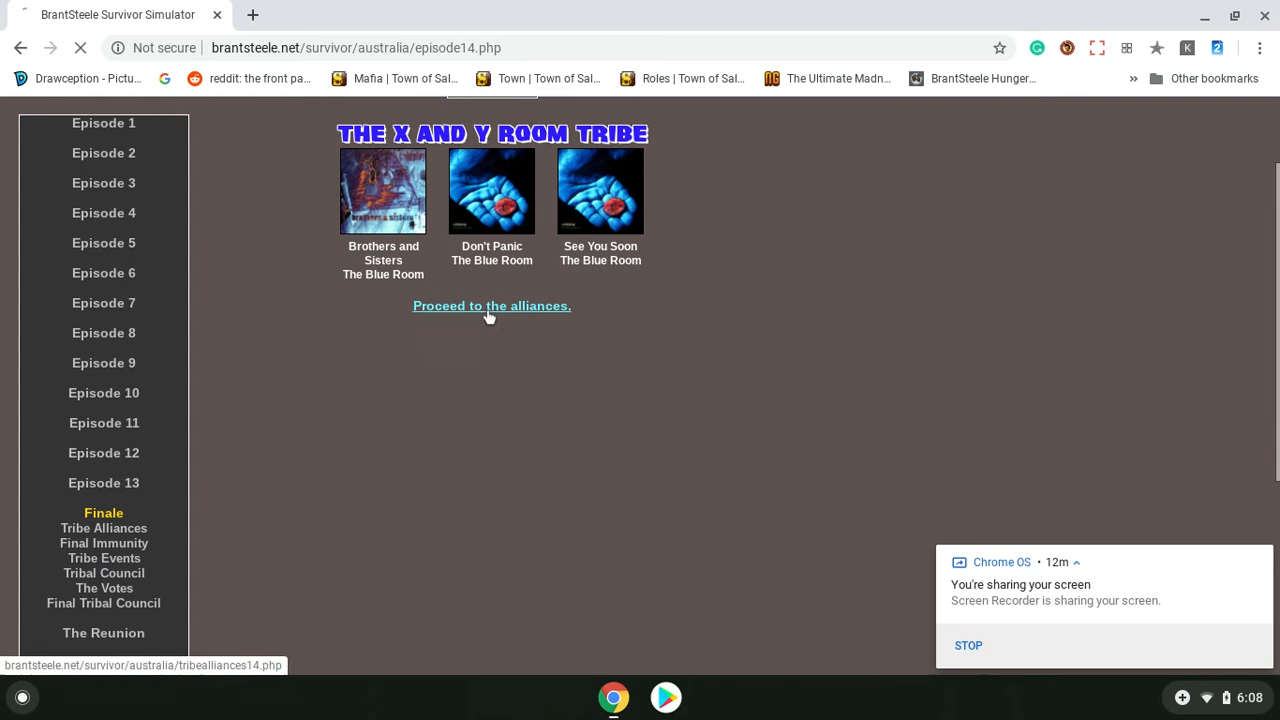 BrantSteele Survivor Simulator
Not secure
brantsteele.net/survivor/australia/episode14.php
Drawception - Pictu...
reddit: the front pa...
Mafia | Town of Sal...
Town | Town of Sal...
Roles | Town of Sal...
The Ultimate Madn...
BrantSteele Hunger...
Other bookmarks
Episode 1
Episode 2
Episode 3
Episode 4
Episode 5
Episode 6
Episode 7
Episode 8
Episode 9
Episode 10
Episode 11
Episode 12
Episode 13
Finale
Tribe Alliances
Final Immunity
Tribe Events
Tribal Council
The Votes
Final Tribal Council
The Reunion
THE X AND Y ROOM TRIBE
Brothers and
Sisters
The Blue Room
Don't Panic
The Blue Room
See You Soon
The Blue Room
Proceed to the alliances.
Chrome OS • 12m
You're sharing your screen
Screen Recorder is sharing your screen.
STOP
brantsteele.net/survivor/australia/tribealliances14.php
6:08